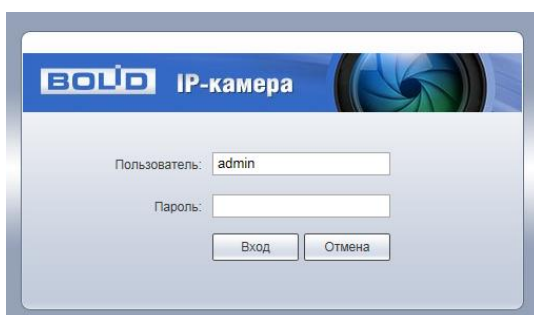 BOLID IP-камера
Пользователь: admin
Пароль:
Вход Отмена